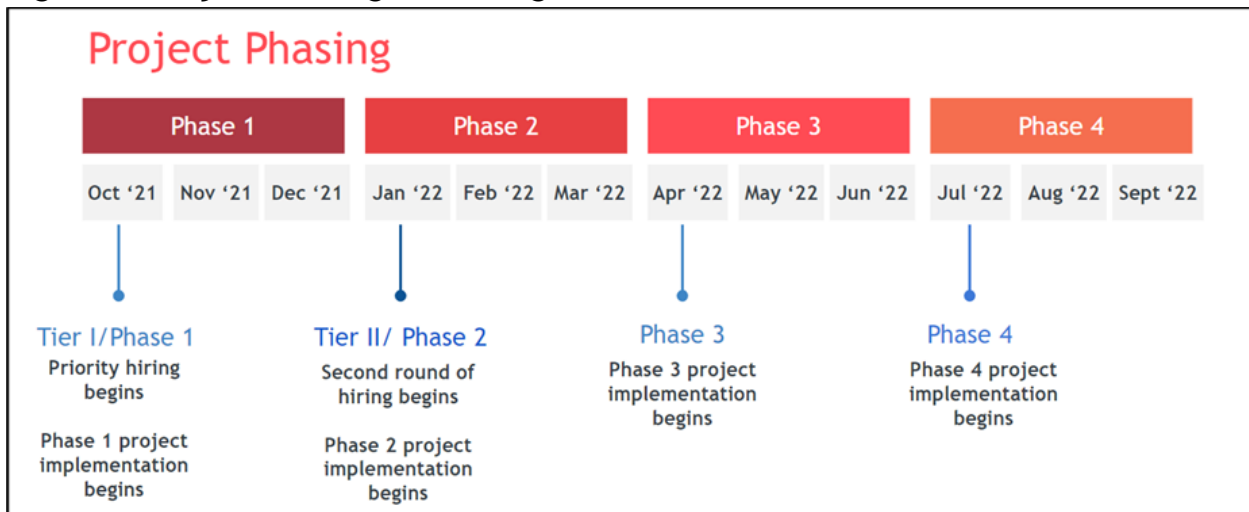 Project Phasing
Phase 1 Phase 2 Phase 3 Phase 4
Oct ‘21 Nov ‘21 Dec ‘21 Jan ‘22 Feb ‘22 Mar ‘22 Apr ‘22 May ‘22 Jun ‘22 Jul ‘22 Aug ‘22 Sept ‘22
Tier I/Phase 1
Priority hiring
begins
Phase 1 project
implementation
begins
Tier II/ Phase 2
Second round of
hiring begins
Phase 2 project
implementation
begins
Phase 3
Phase 3 project
implementation
begins
Phase 4
Phase 4 project
implementation
begins